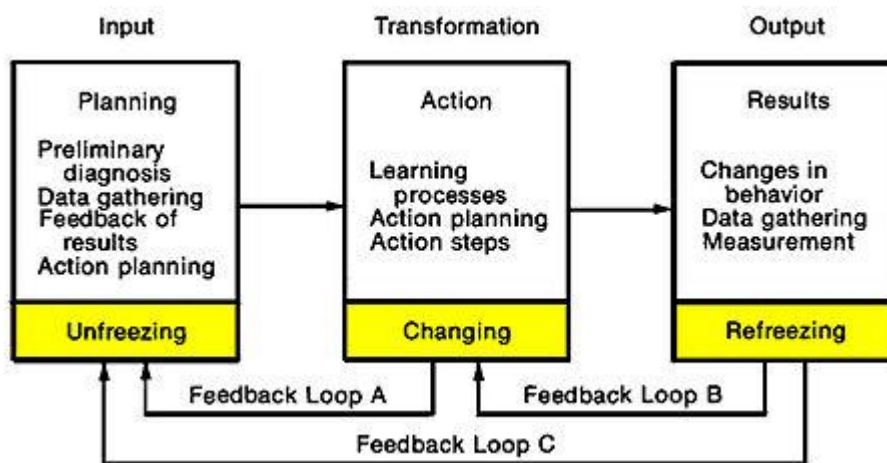 Input
Transformation
Output
Planning
Preliminary
diagnosis
Data gathering
Feedback of
results
Action planning
Unfreezing
Action
Learning
processes
Action planning
Action steps
Changing
Results
Changes in
behavior
Data gathering
Measurement
Refreezing
Feedback Loop A
Feedback Loop B
Feedback Loop C